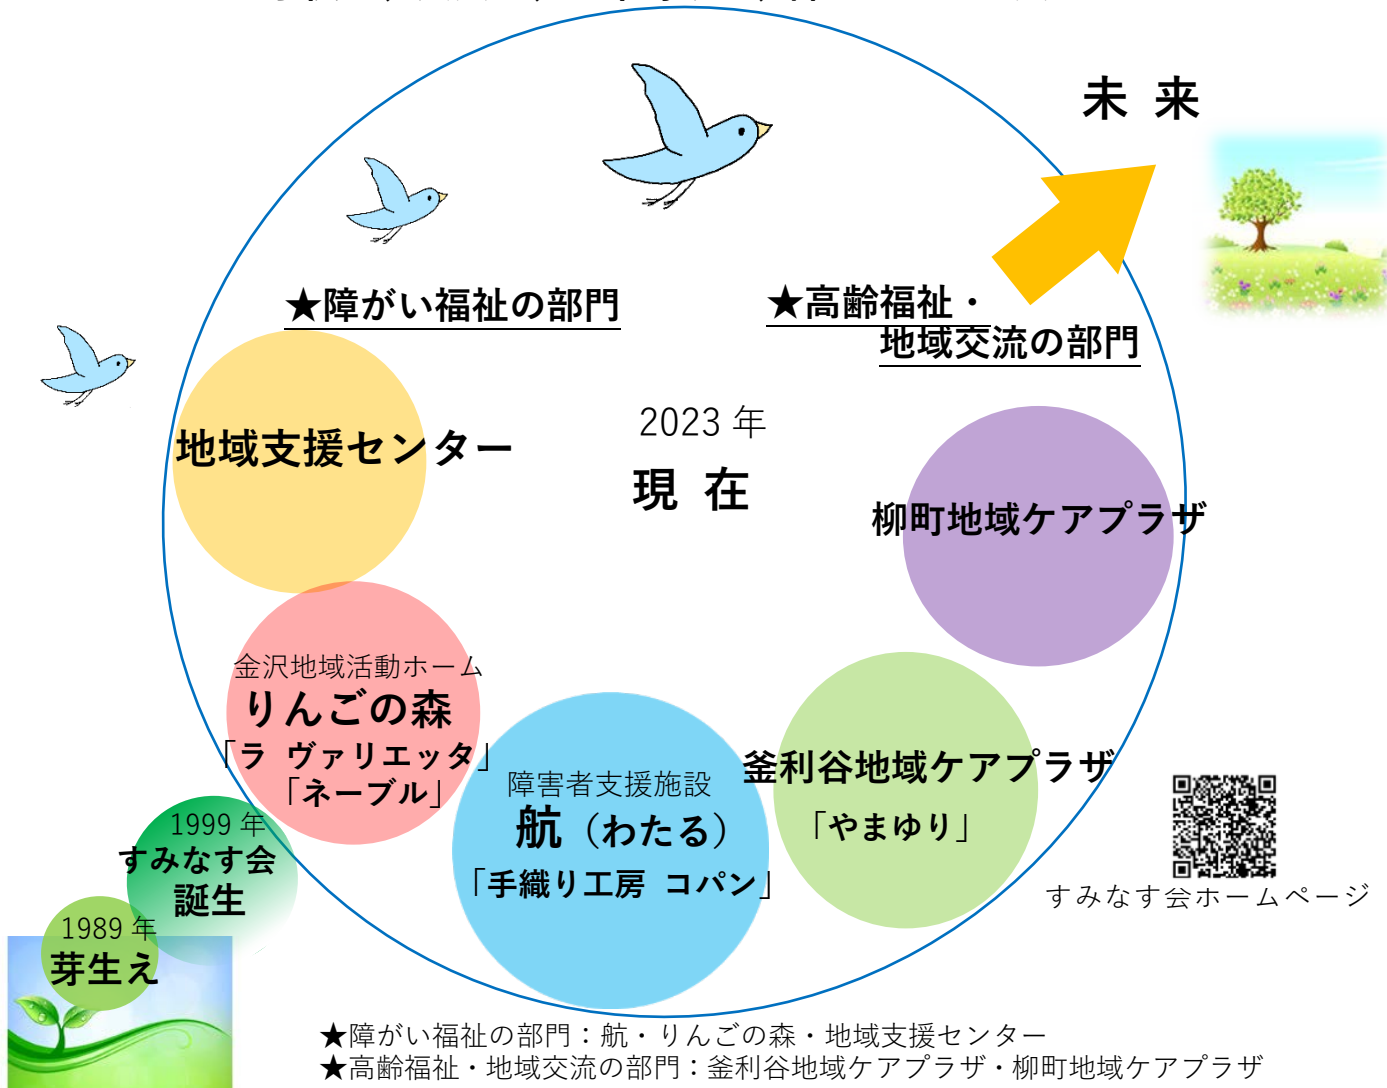 未 来
★障がい福祉の部門
★高齢福祉・
地域交流の部門
2023 年
現 在
地域支援センター
柳町地域ケアプラザ
金沢地域活動ホーム
りんごの森
「ラ ヴァリエッタ」
「ネーブル」
障害者支援施設
航（わたる）
「手織り工房 コパン」
釜利谷地域ケアプラザ
「やまゆり」
1999 年
すみなす会
誕生
1989 年
芽生え
すみなす会ホームページ
★障がい福祉の部門：航・りんごの森・地域支援センター
★高齢福祉・地域交流の部門：釜利谷地域ケアプラザ・柳町地域ケアプラザ